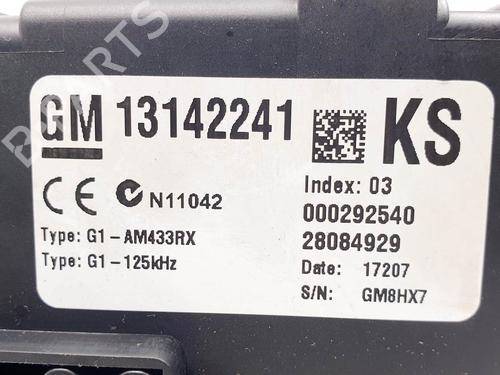 GM 13142241 KS
CE N11042
Index: 03
000292540
Type: G1-AM433RX
28084929
Type: G1-125kHz
Date: 17207
S/N: GM8HX7